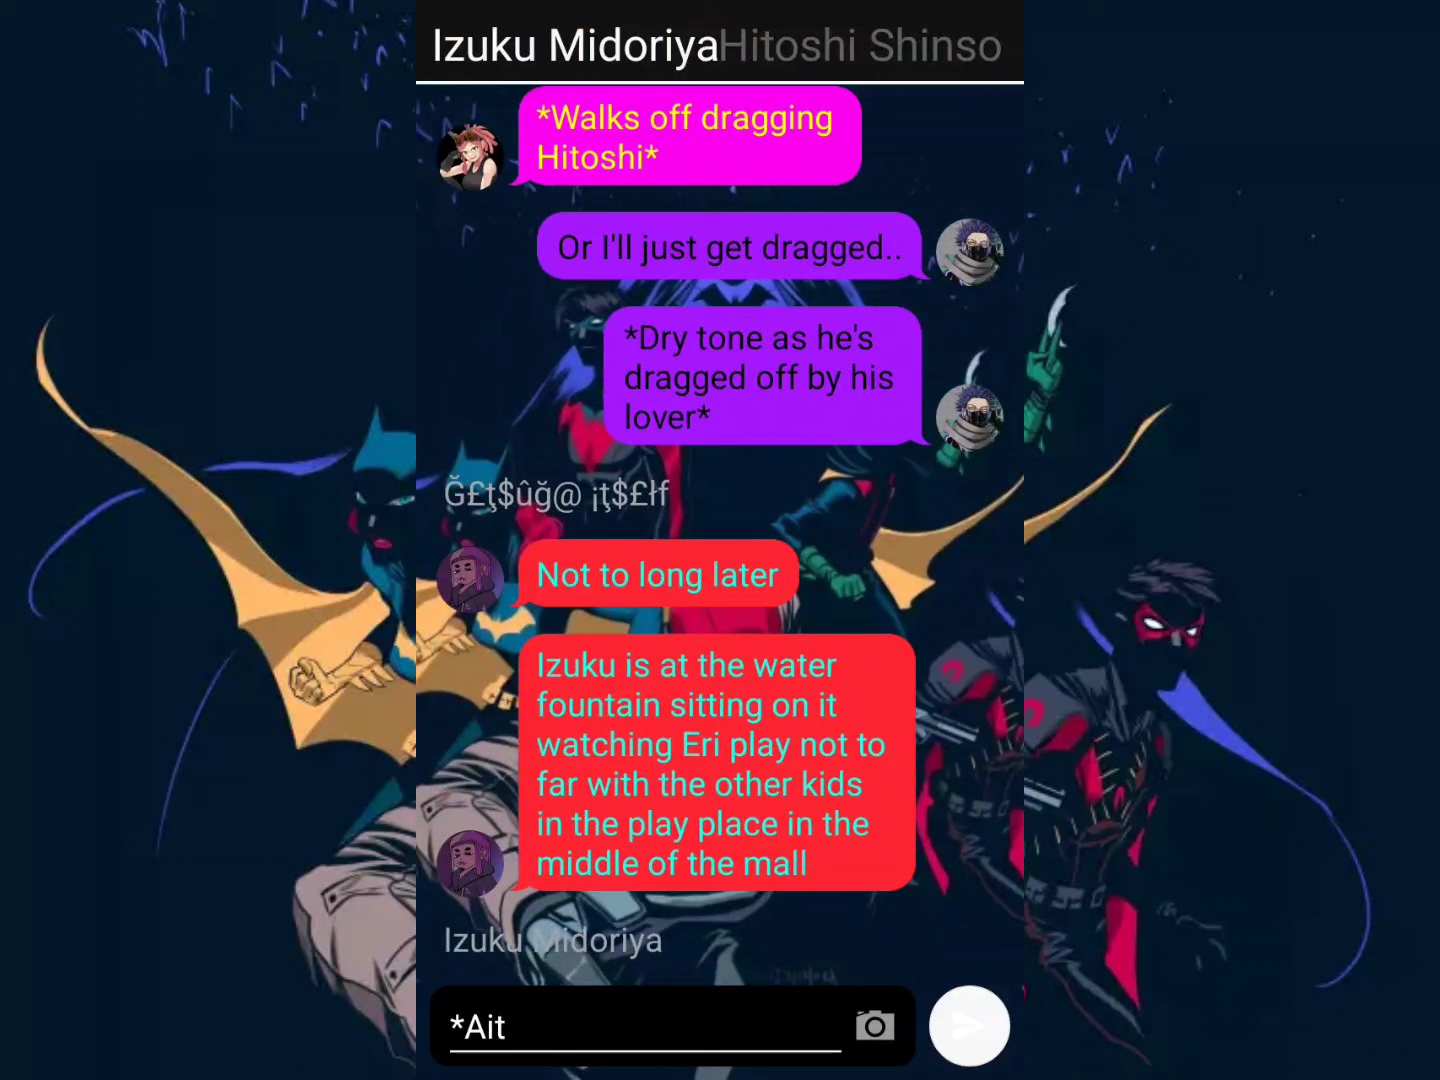 Izuku Midoriya Hitoshi Shinso
*Walks off dragging
Hitoshi*
Or I'll just get dragged..
*Dry tone as he's
dragged off by his
lover*
Ğ£ţ$ûğ@ ¡ţ$£łf
Not to long later
Izuku is at the water
fountain sitting on it
watching Eri play not to
far with the other kids
in the play place in the
middle of the mall
Izuku Midoriya
*Ait